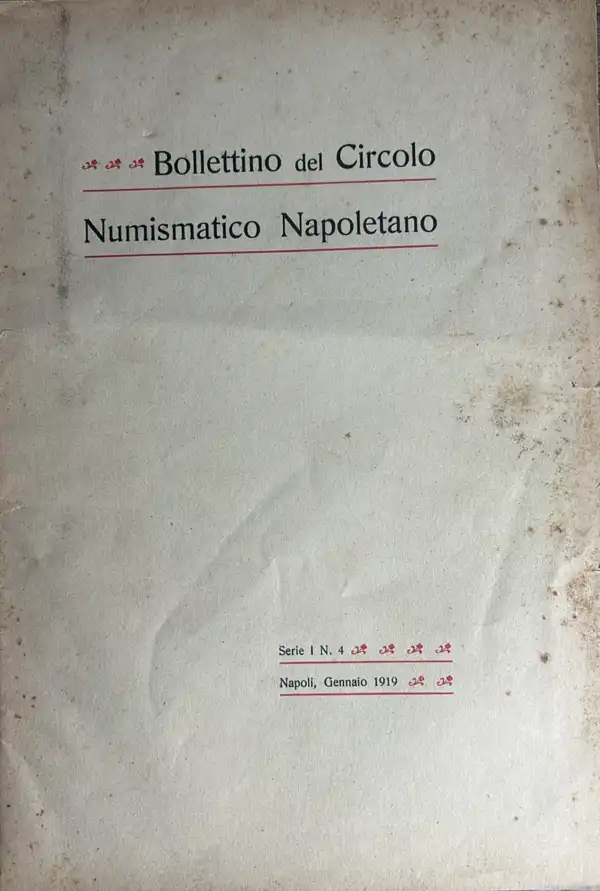 Bollettino del Circolo
Numismatico Napoletano
Serie I N. 4
Napoli, Gennaio 1919